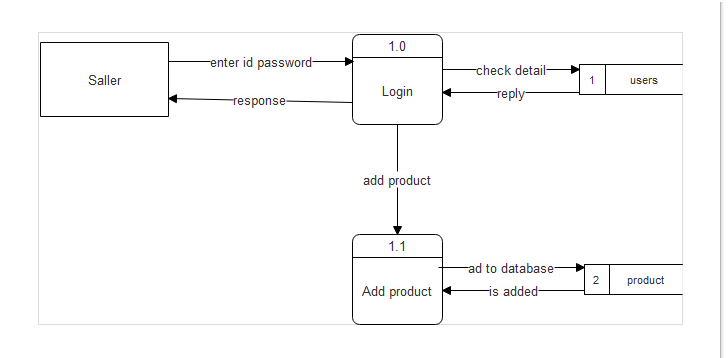 1.0
Saller
enter id password
Login
check detail
1
users
response
reply
add product
1.1
Add product
ad to database
2
product
is added